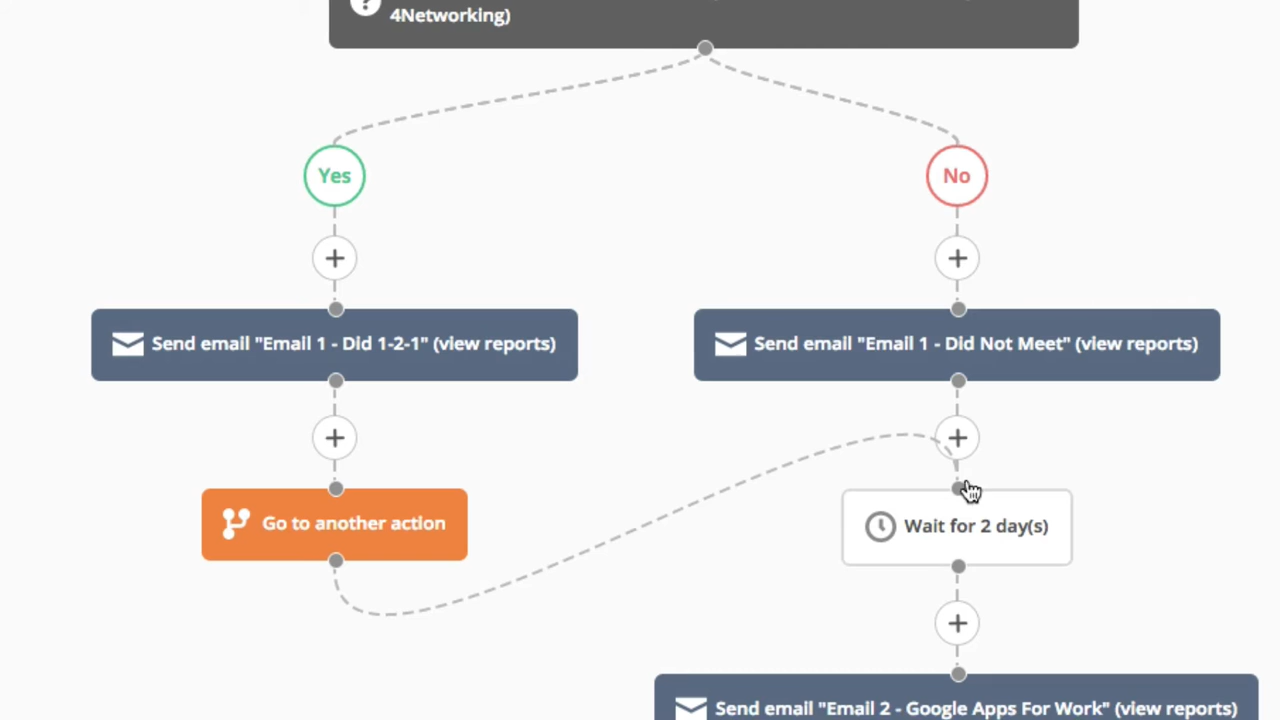 4Networking)
Yes
No
Send email "Email 1 - Did 1-2-1" (view reports)
Send email "Email 1 - Did Not Meet" (view reports)
Go to another action
Wait for 2 day(s)
Send email "Email 2 - Google Apps For Work" (view reports)